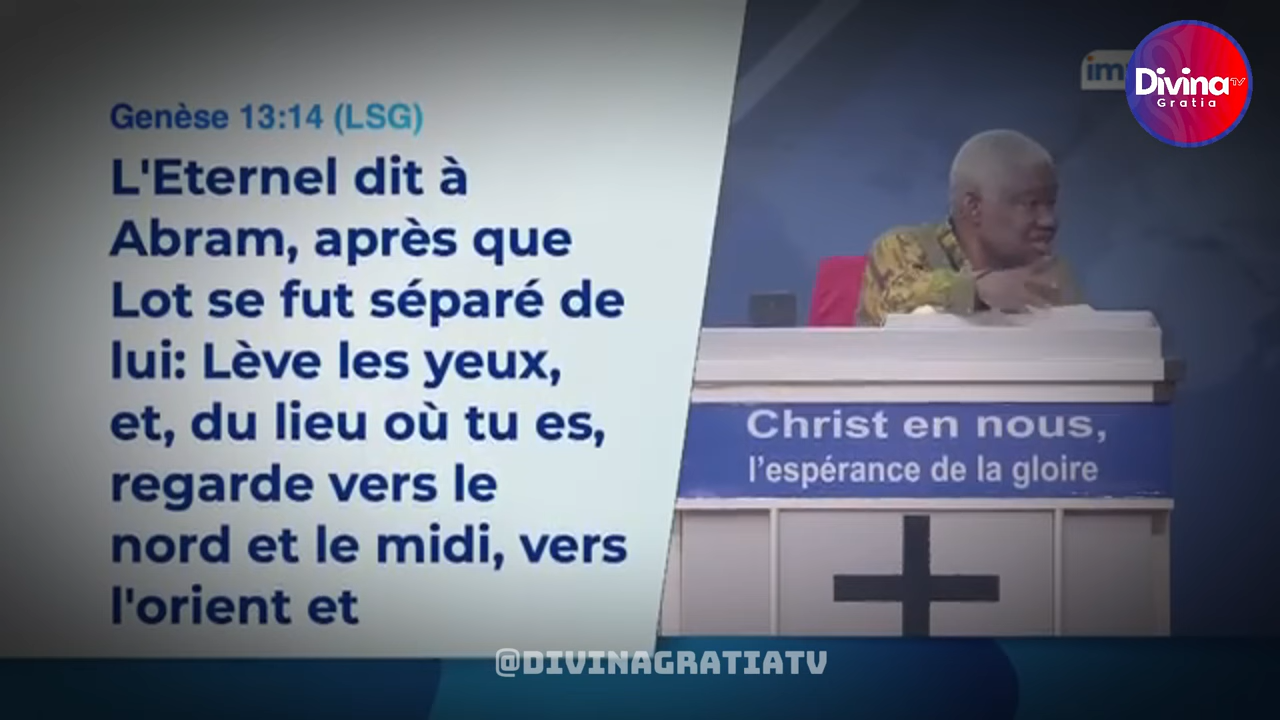 Genèse 13:14 (LSG)
L'Eternel dit à
Abram, après que
Lot se fut séparé de
lui: Lève les yeux,
et, du lieu où tu es,
regarde vers le
nord et le midi, vers
l'orient et
im
Divina TV
Gratia
Christ en nous,
l'espérance de la gloire
@DIVINAGRATIATV